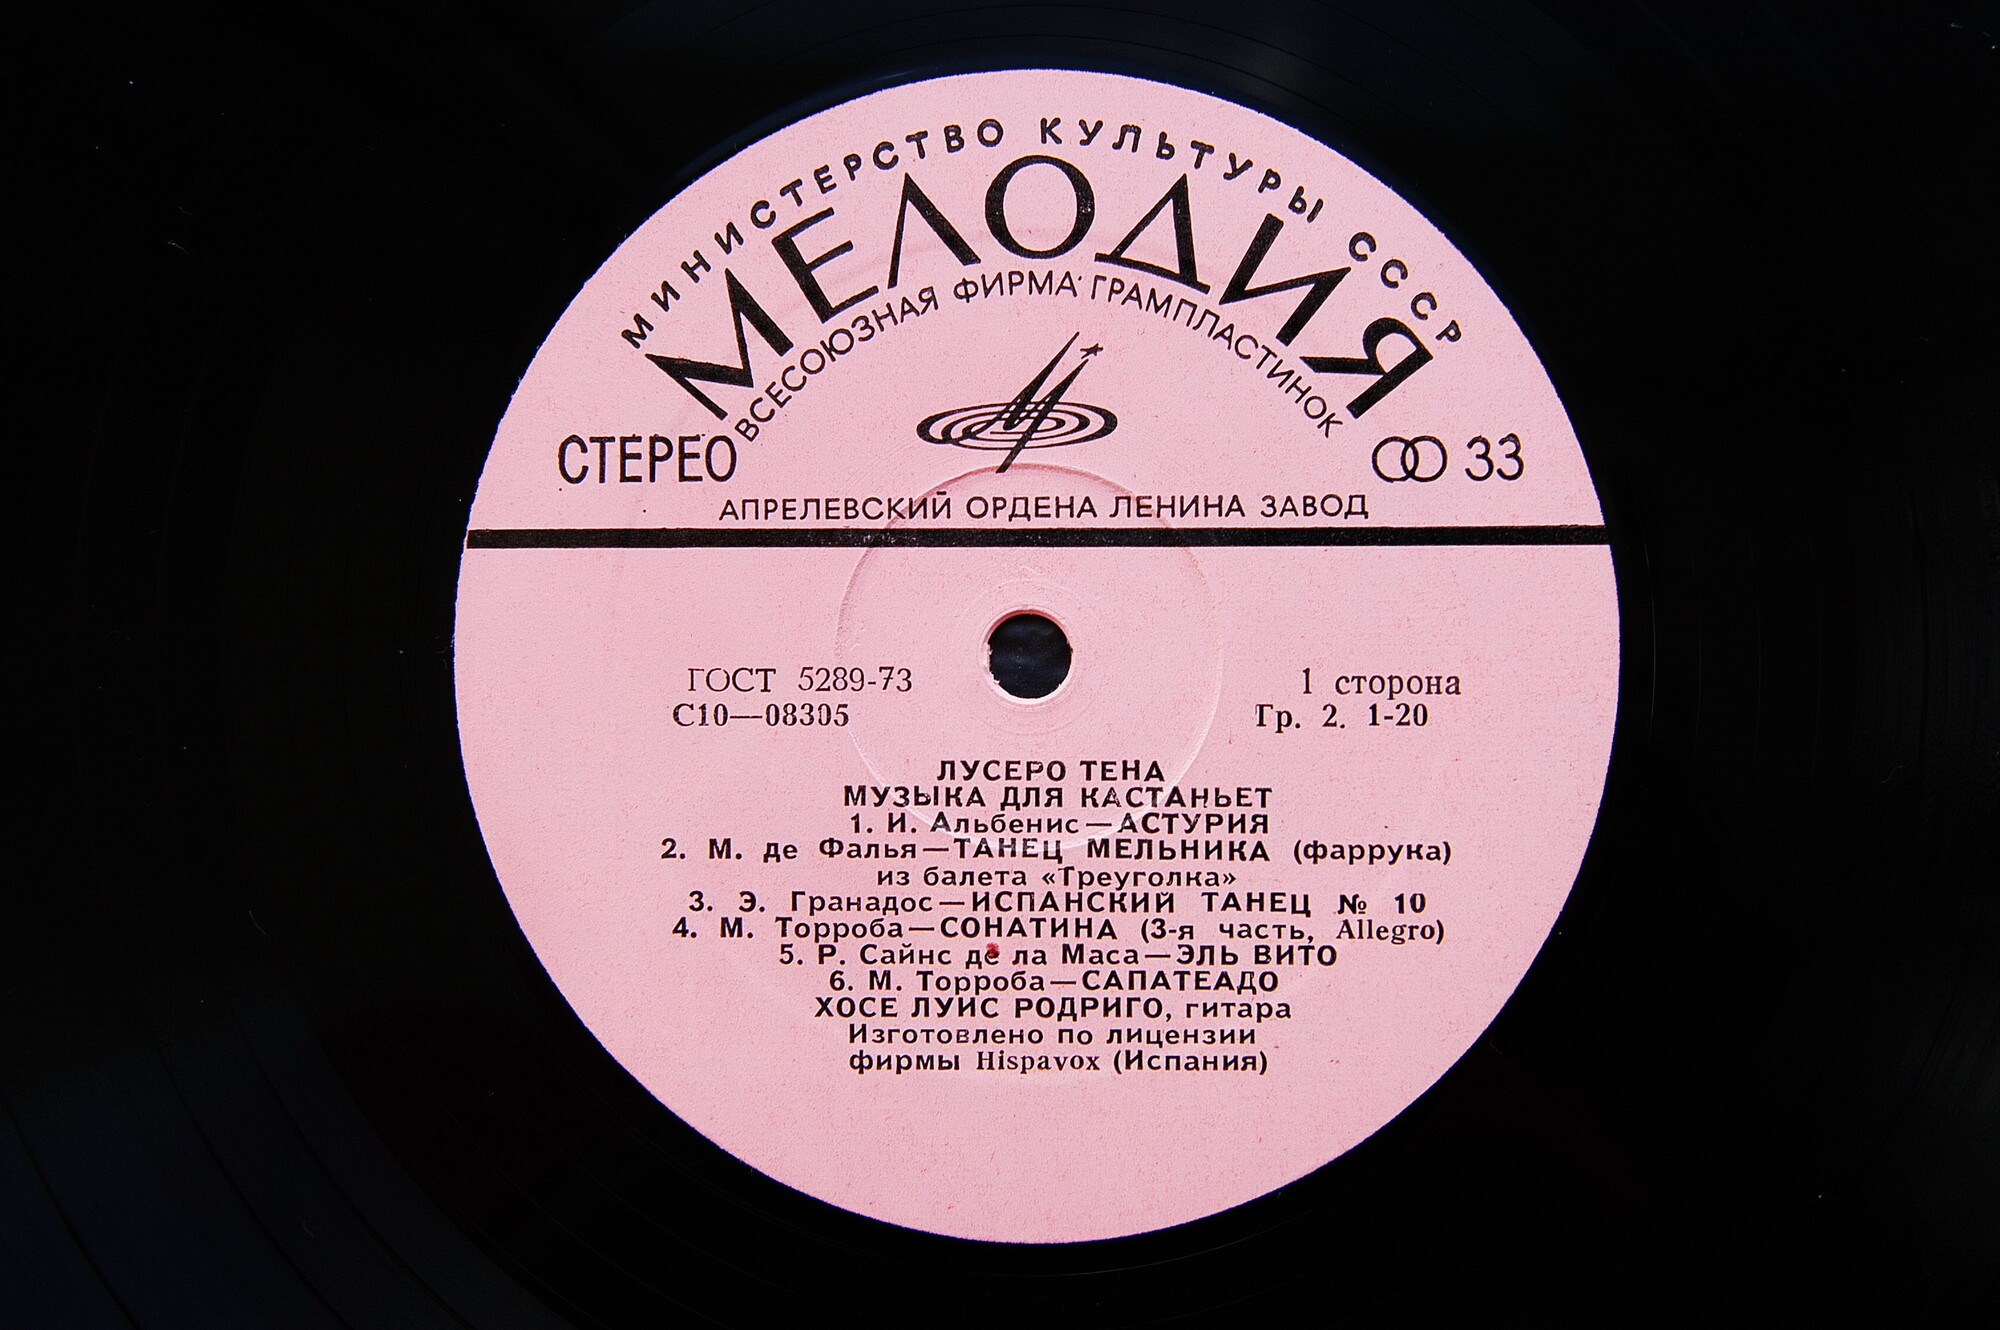 МИНИСТЕРСТВО КУЛЬТУРЫ СССР
МЕЛОДИЯ
ВСЕСОЮЗНАЯ ФИРМА ГРАМПЛАСТИНОК
СТЕРЕО
33
АПРЕЛЕВСКИЙ ОРДЕНА ЛЕНИНА ЗАВОД
ГОСТ 5289-73
1 сторона
С10—08305
Гр. 2. 1-20
ЛУСЕРО ТЕНА
МУЗЫКА ДЛЯ КАСТАНЬЕТ
1. И. Альбенис—АСТУРИЯ
2. М. де Фалья—ТАНЕЦ МЕЛЬНИКА (фаррука)
из балета «Треуголка»
3. Э. Гранадос—ИСПАНСКИЙ ТАНЕЦ № 10
4. М. Торроба—СОНАТИНА (3-я часть, Allegro)
5. Р. Сайнс де ла Маса—ЭЛЬ ВИТО
6. М. Торроба—САПАТЕАДО
ХОСЕ ЛУИС РОДРИГО, гитара
Изготовлено по лицензии
фирмы Hispavox (Испания)